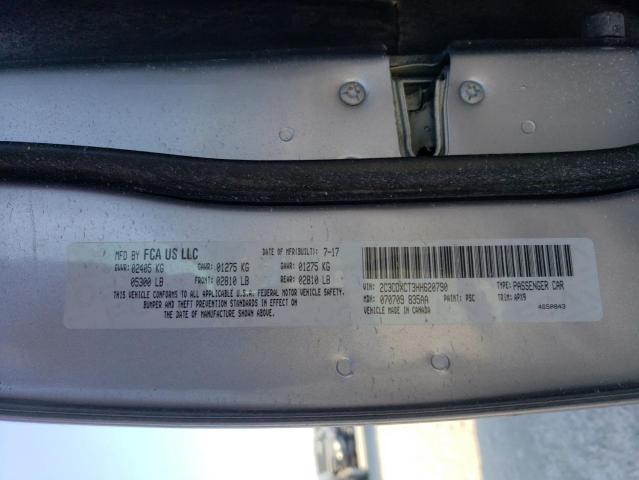 MFD BY FCA US LLC DATE OF MFR(BUILT): 7-17
GVWR: 02405 KG GAWR: 01275 KG GAWR: 01275 KG
05300 LB FRONT: 02810 LB REAR: 02810 LB
THIS VEHICLE CONFORMS TO ALL APPLICABLE U.S.A. FEDERAL MOTOR VEHICLE SAFETY,
BUMPER AND THEFT PREVENTION STANDARDS IN EFFECT ON
THE DATE OF MANUFACTURE SHOWN ABOVE.
VIN: 2C3CDXCT3HH620790 TYPE: PASSENGER CAR
MDH: 070709 835AA PAINT: PSC TRIM: APX9
VEHICLE MADE IN CANADA 4658843